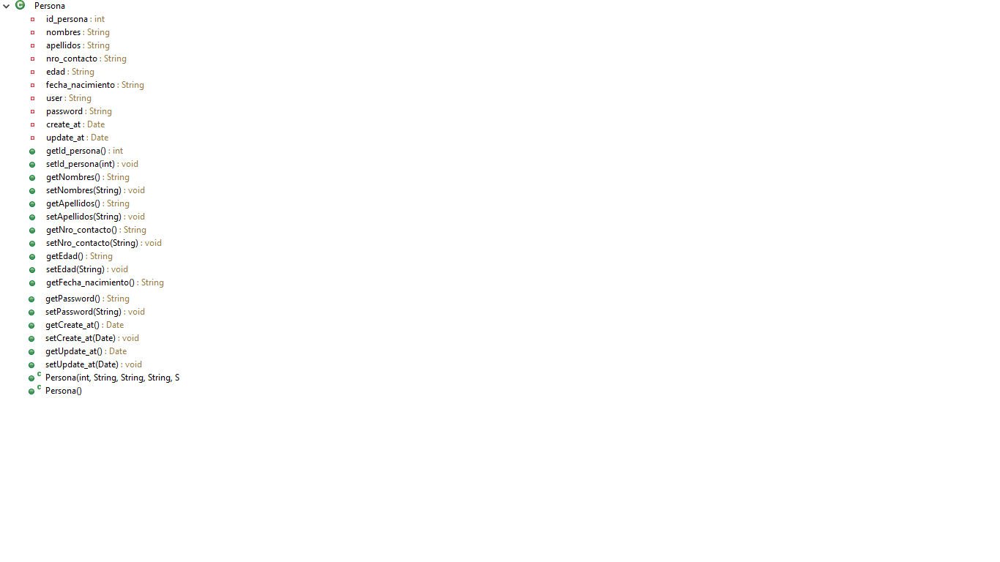 Persona
id_persona : int
nombres : String
apellidos : String
nro_contacto : String
edad : String
fecha_nacimiento : String
user : String
password : String
create_at : Date
update_at : Date
getId_persona() : int
setId_persona(int) : void
getNombres() : String
setNombres(String) : void
getApellidos() : String
setApellidos(String) : void
getNro_contacto() : String
setNro_contacto(String) : void
getEdad() : String
setEdad(String) : void
getFecha_nacimiento() : String
getPassword() : String
setPassword(String) : void
getCreate_at() : Date
setCreate_at(Date) : void
getUpdate_at() : Date
setUpdate_at(Date) : void
Persona(int, String, String, String, S
Persona()